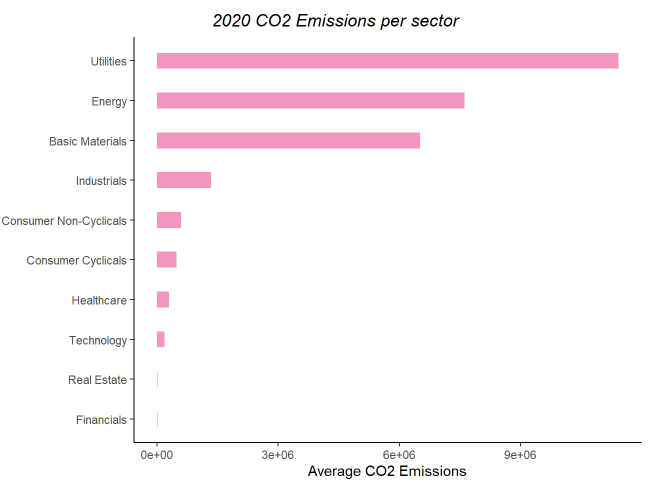 2020 CO2 Emissions per sector
Utilities
Energy
Basic Materials
Industrials
Consumer Non-Cyclicals
Consumer Cyclicals
Healthcare
Technology
Real Estate
Financials
0e+00 3e+06 6e+06 9e+06
Average CO2 Emissions